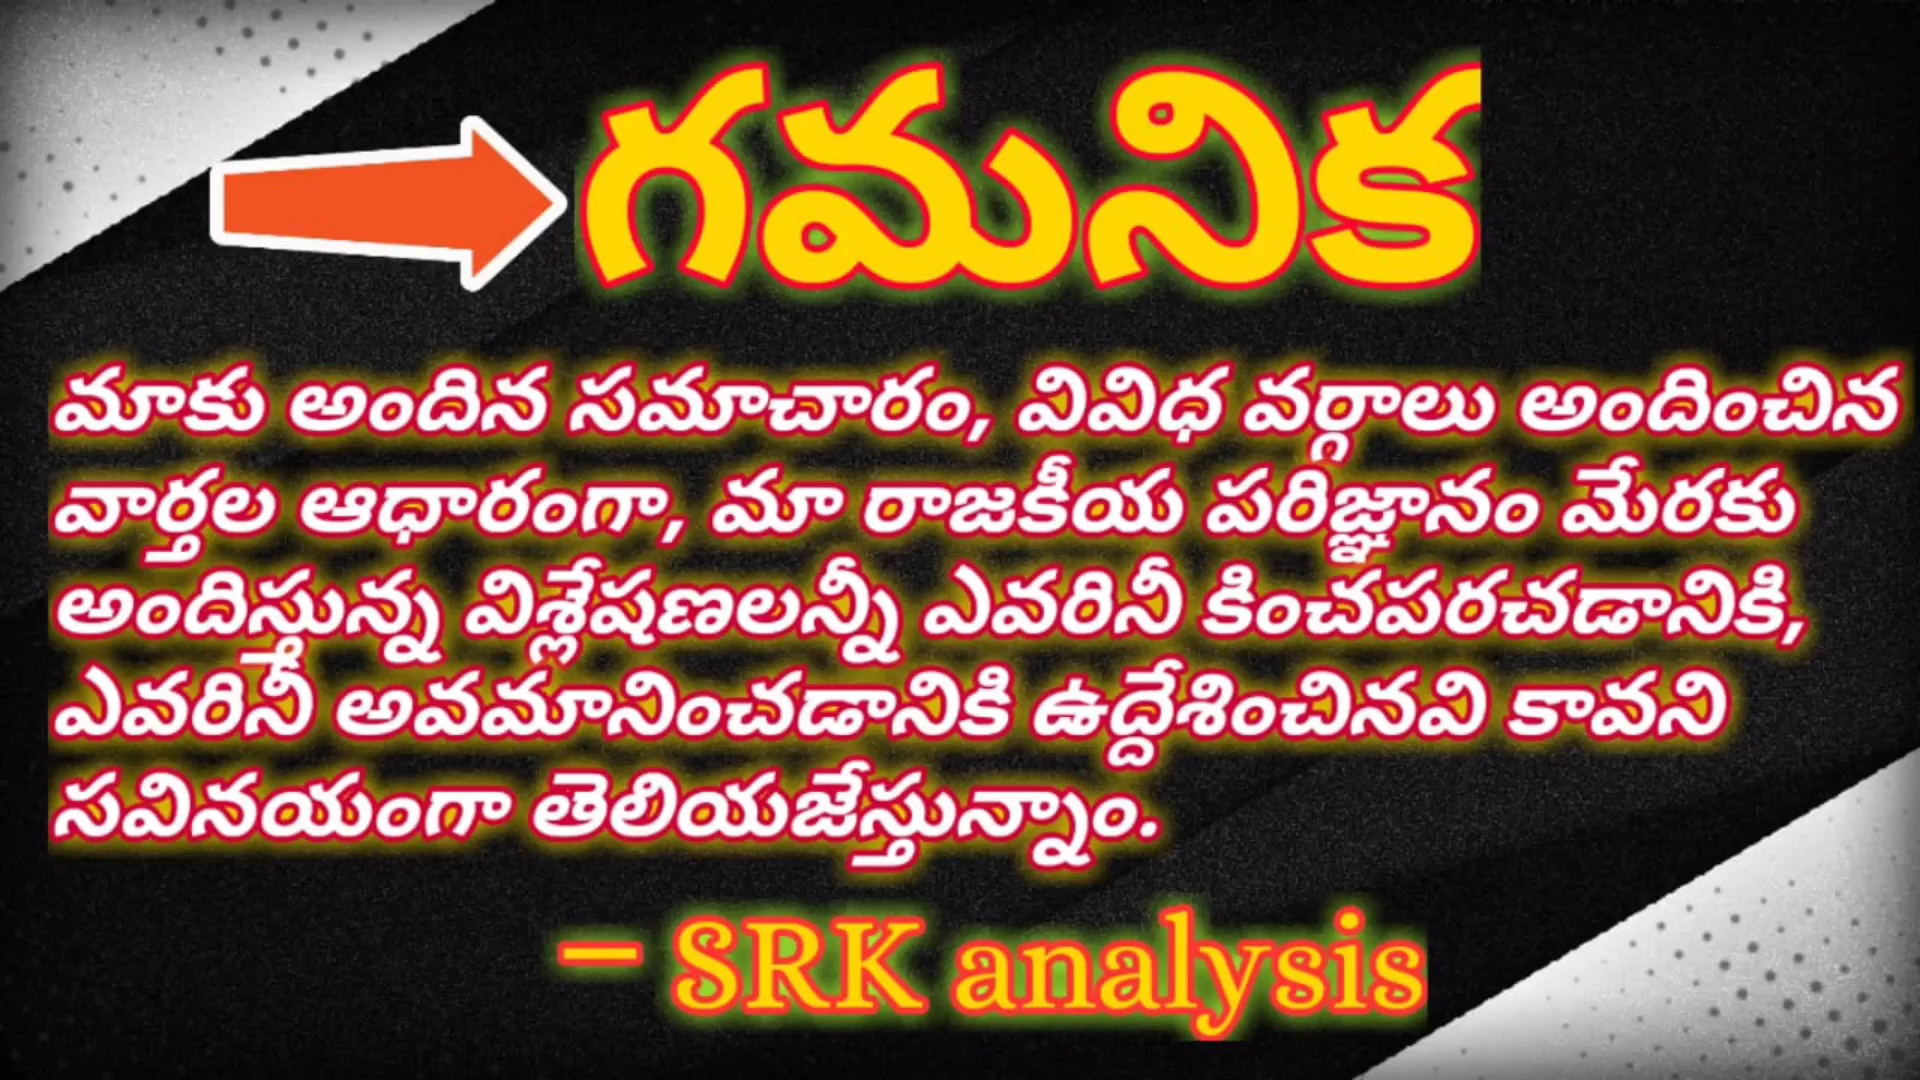 గమనిక
మాకు అందిన సమాచారం, వివిధ వర్గాలు అందించిన
వార్తల ఆధారంగా, మా రాజకీయ పరిజ్ఞానం మేరకు
అందిస్తున్న విశ్లేషణలన్నీ ఎవరినీ కించపరచడానికి,
ఎవరినీ అవమానించడానికి ఉద్దేశించినవి కావని
సవినయంగా తెలియజేస్తున్నాం.
– SRK analysis